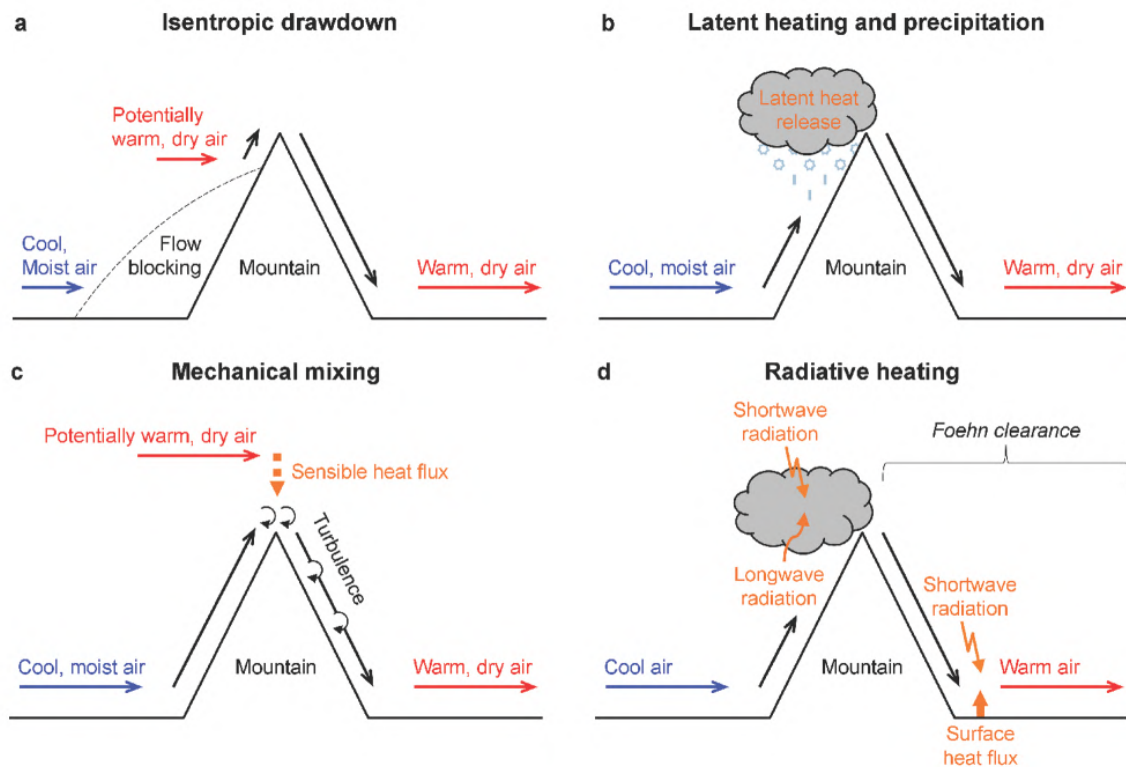 a Isentropic drawdown
Potentially
warm, dry air
Cool,
Moist air
Flow
blocking
Mountain
Warm, dry air
b Latent heating and precipitation
Latent heat
release
Cool, moist air
Mountain
Warm, dry air
c Mechanical mixing
Potentially warm, dry air
Sensible heat flux
Turbulence
Cool, moist air
Mountain
Warm, dry air
d Radiative heating
Shortwave
radiation
Foehn clearance
Longwave
radiation
Shortwave
radiation
Cool air
Mountain
Warm air
Surface
heat flux